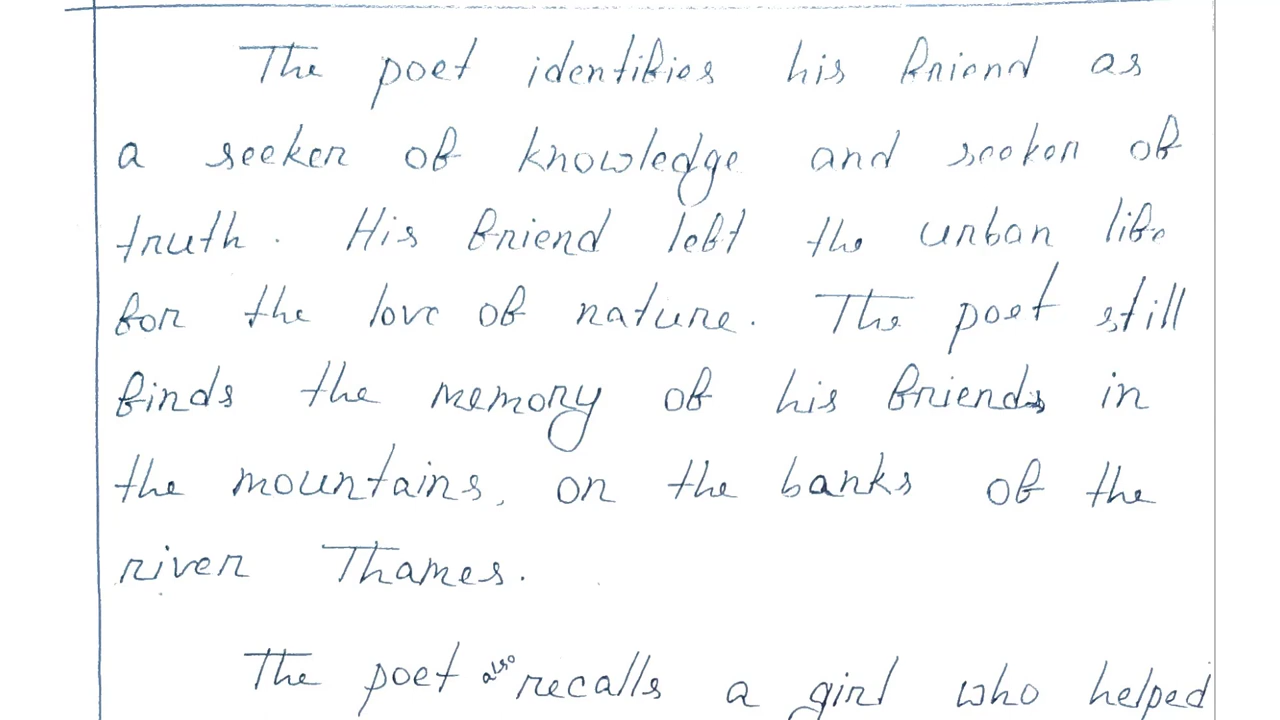 The poet identifies his friend as
a seeker of knowledge and seeker of
truth. His friend left the urban life
for the love of nature. The poet still
finds the memory of his friends in
the mountains, on the banks of the
river Thames.
The poet also recalls a girl who helped